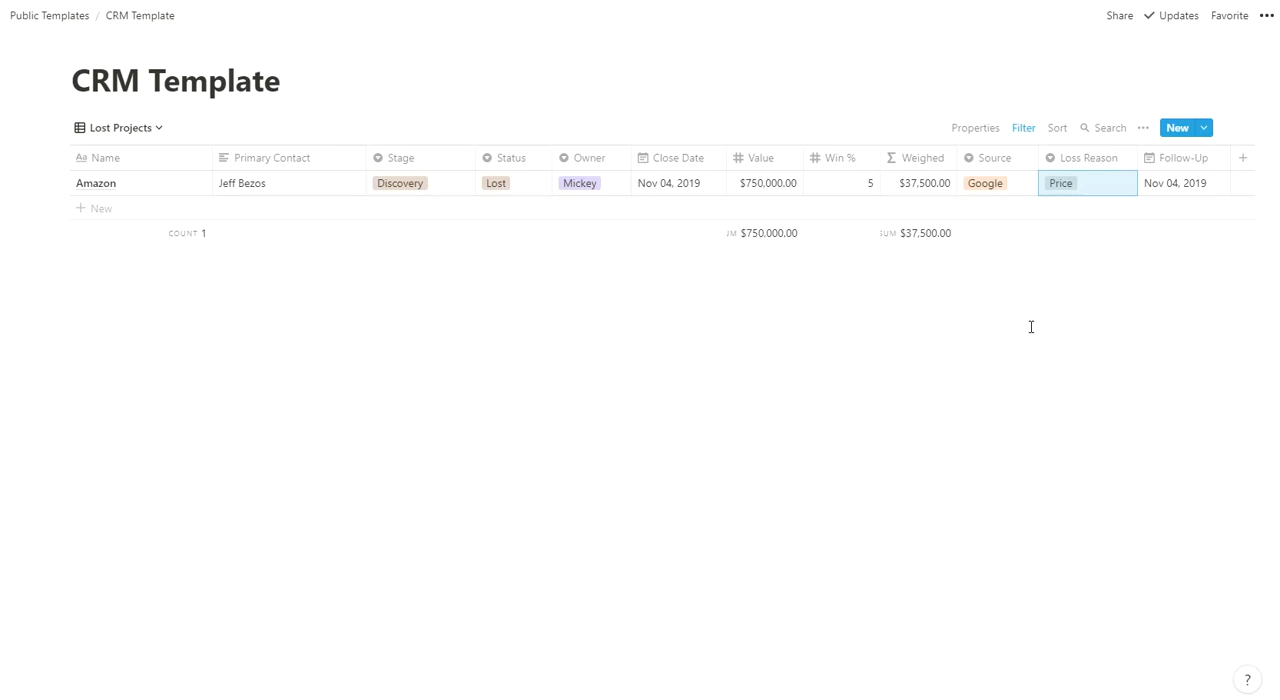 Public Templates / CRM Template Share Updates Favorite
CRM Template
Lost Projects Properties Filter Sort Search New
Aa Name Primary Contact Stage Status Owner Close Date # Value # Win % Σ Weighed Source Loss Reason Follow-Up +
Amazon Jeff Bezos Discovery Lost Mickey Nov 04, 2019 $750,000.00 5 $37,500.00 Google Price Nov 04, 2019
+ New
COUNT 1 UM $750,000.00 SUM $37,500.00
?